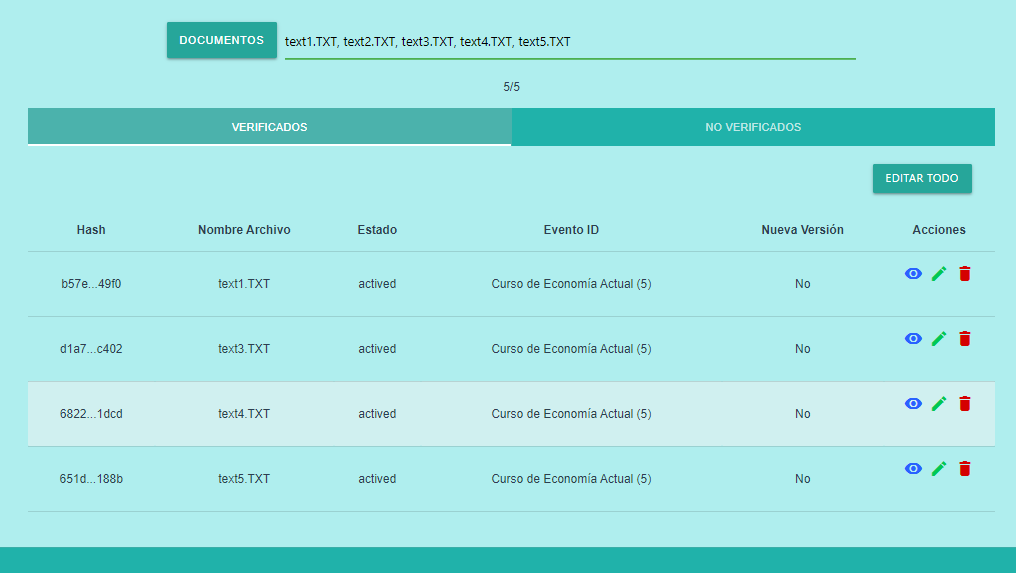 DOCUMENTOS text1.TXT, text2.TXT, text3.TXT, text4.TXT, text5.TXT
5/5
VERIFICADOS NO VERIFICADOS
EDITAR TODO
Hash Nombre Archivo Estado Evento ID Nueva Versión Acciones
b57e...49f0 text1.TXT actived Curso de Economía Actual (5) No
d1a7...c402 text3.TXT actived Curso de Economía Actual (5) No
6822...1dcd text4.TXT actived Curso de Economía Actual (5) No
651d...188b text5.TXT actived Curso de Economía Actual (5) No